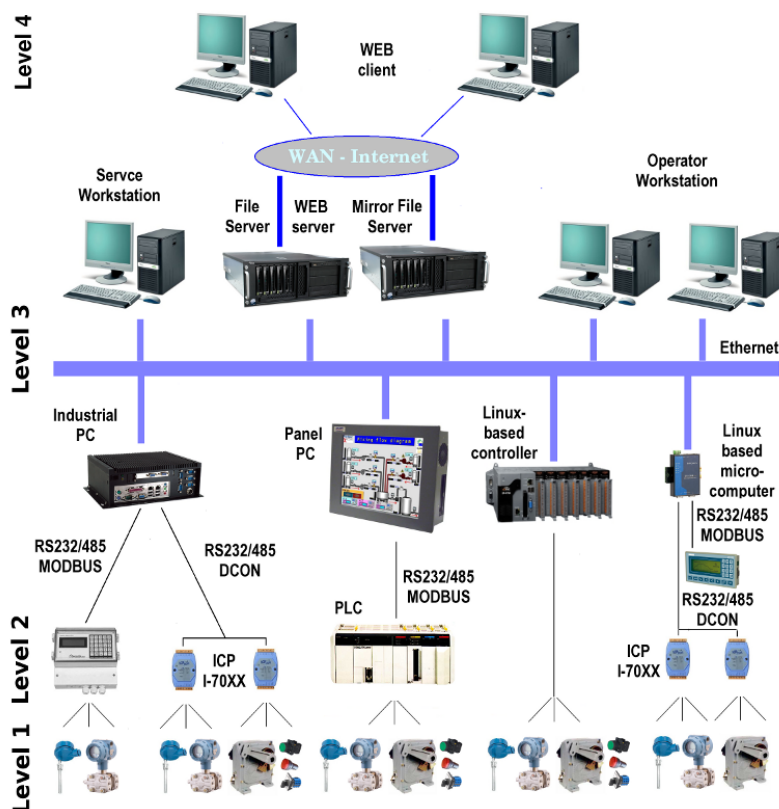 Level 4
WEB
client
WAN - Internet
Servce
Workstation
File
Server
WEB
server
Mirror File
Server
Operator
Workstation
Level 3
Ethernet
Industrial
PC
Panel
PC
Linux-
based
controller
Linux
based
micro-
computer
RS232/485
MODBUS
RS232/485
DCON
RS232/485
MODBUS
RS232/485
MODBUS
RS232/485
DCON
Level 2
PLC
ICP
I-70XX
ICP
I-70XX
Level 1